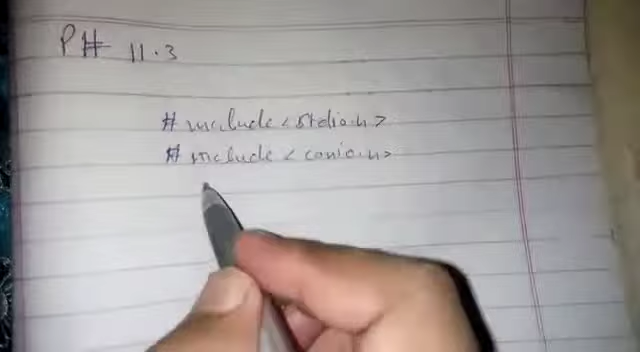 P# 11.3
# include <stdio.h>
# include <conio.h>